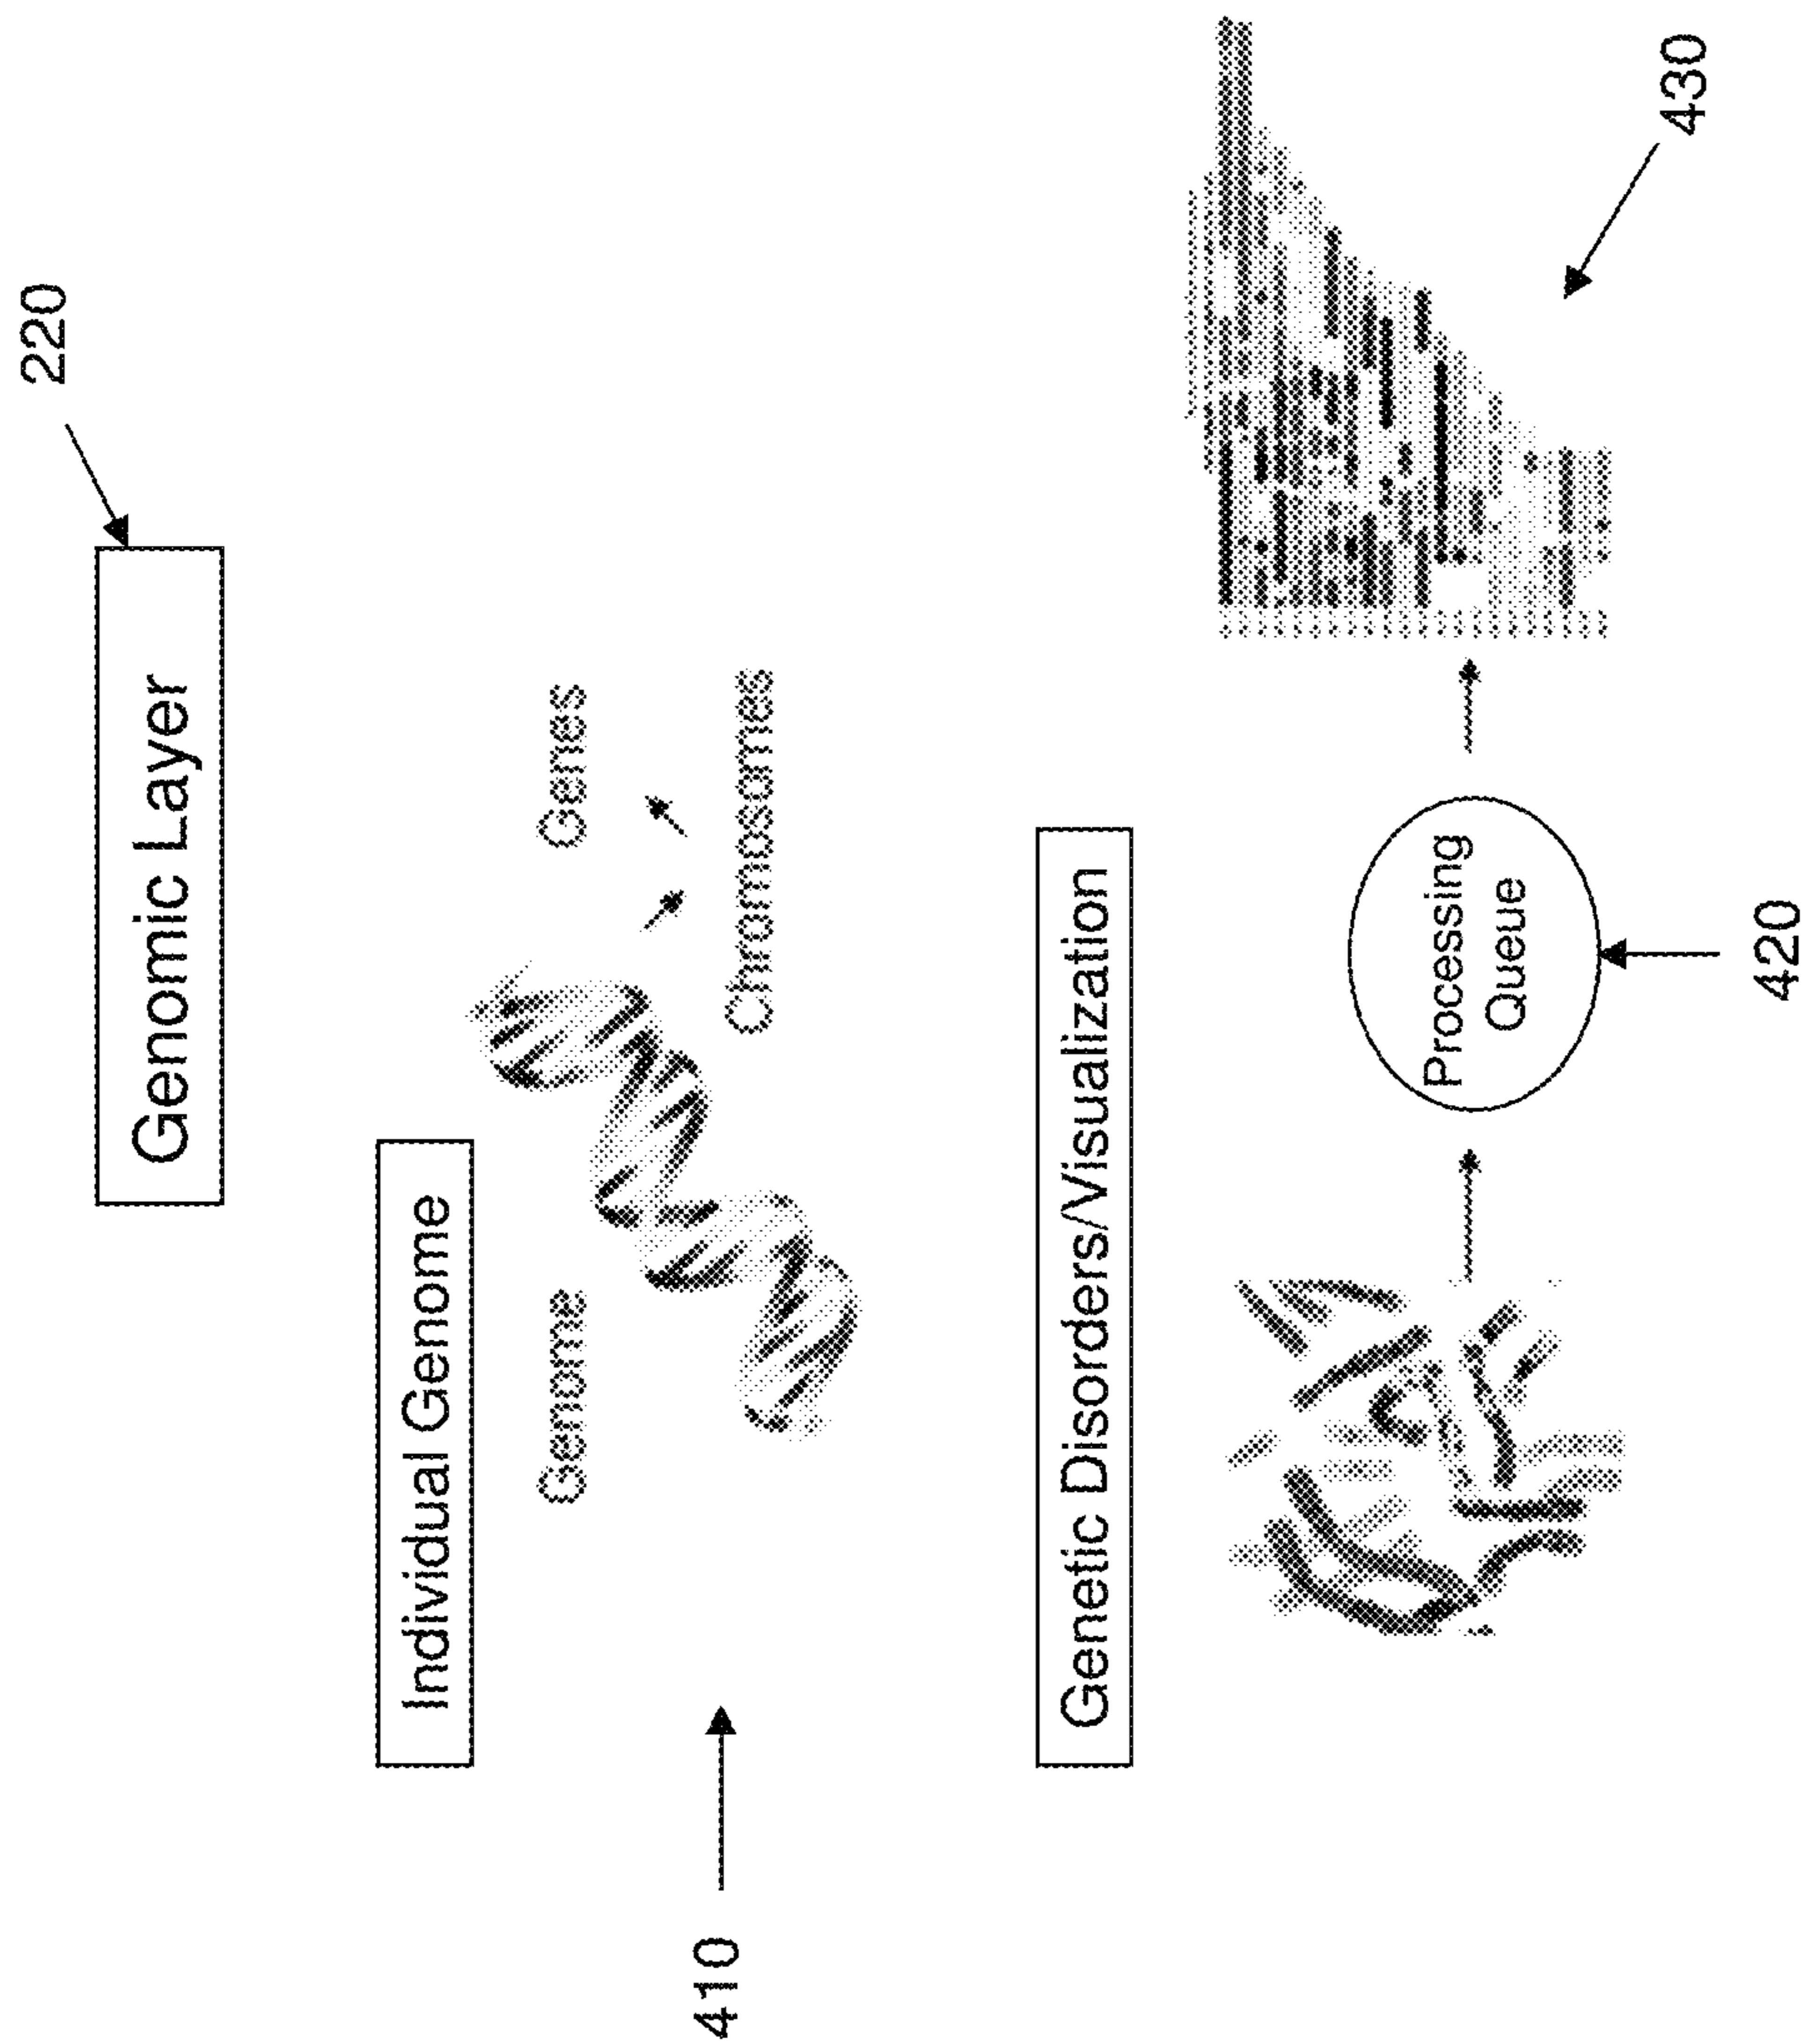 220
Genomic Layer
Individual Genome
Genome
Genes
Chromosomes
410
Genetic Disorders/Visualization
Processing
Queue
420
430